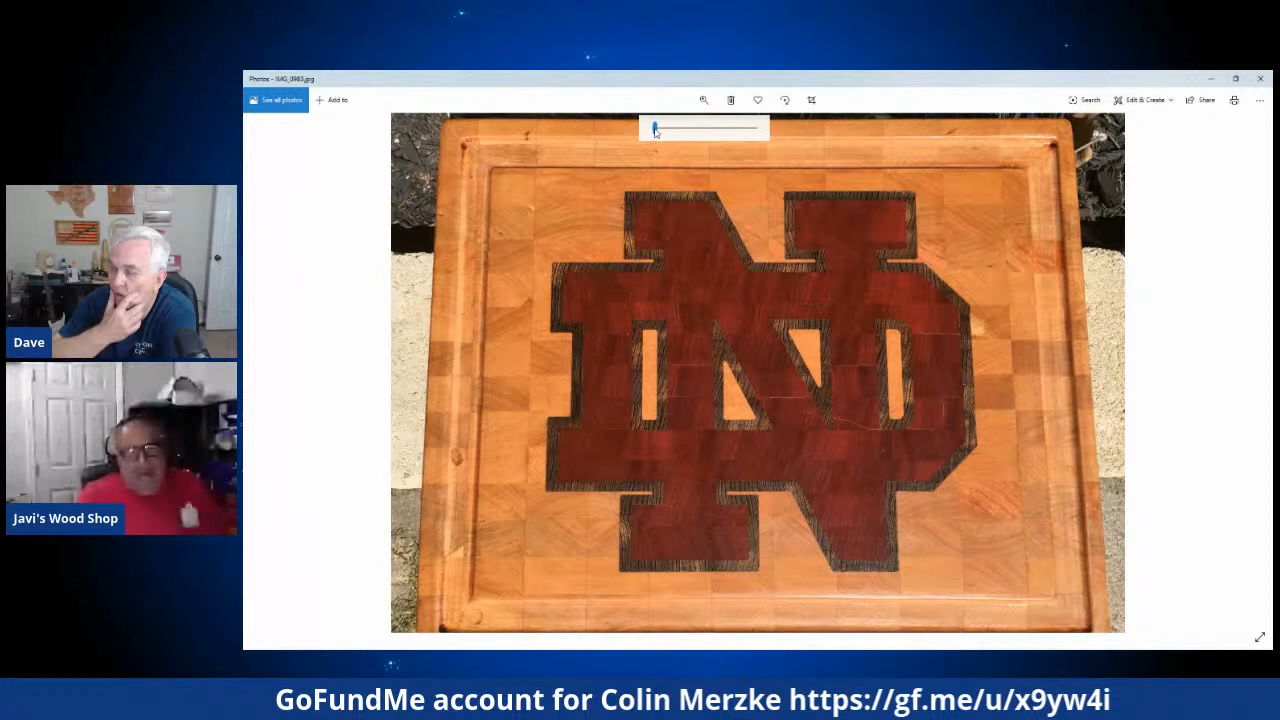 Photos - IMG_0983.jpg
See all photos
Add to
Search
Edit & Create
Share
ND
Dave
Javi's Wood Shop
GoFundMe account for Colin Merzke https://gf.me/u/x9yw4i